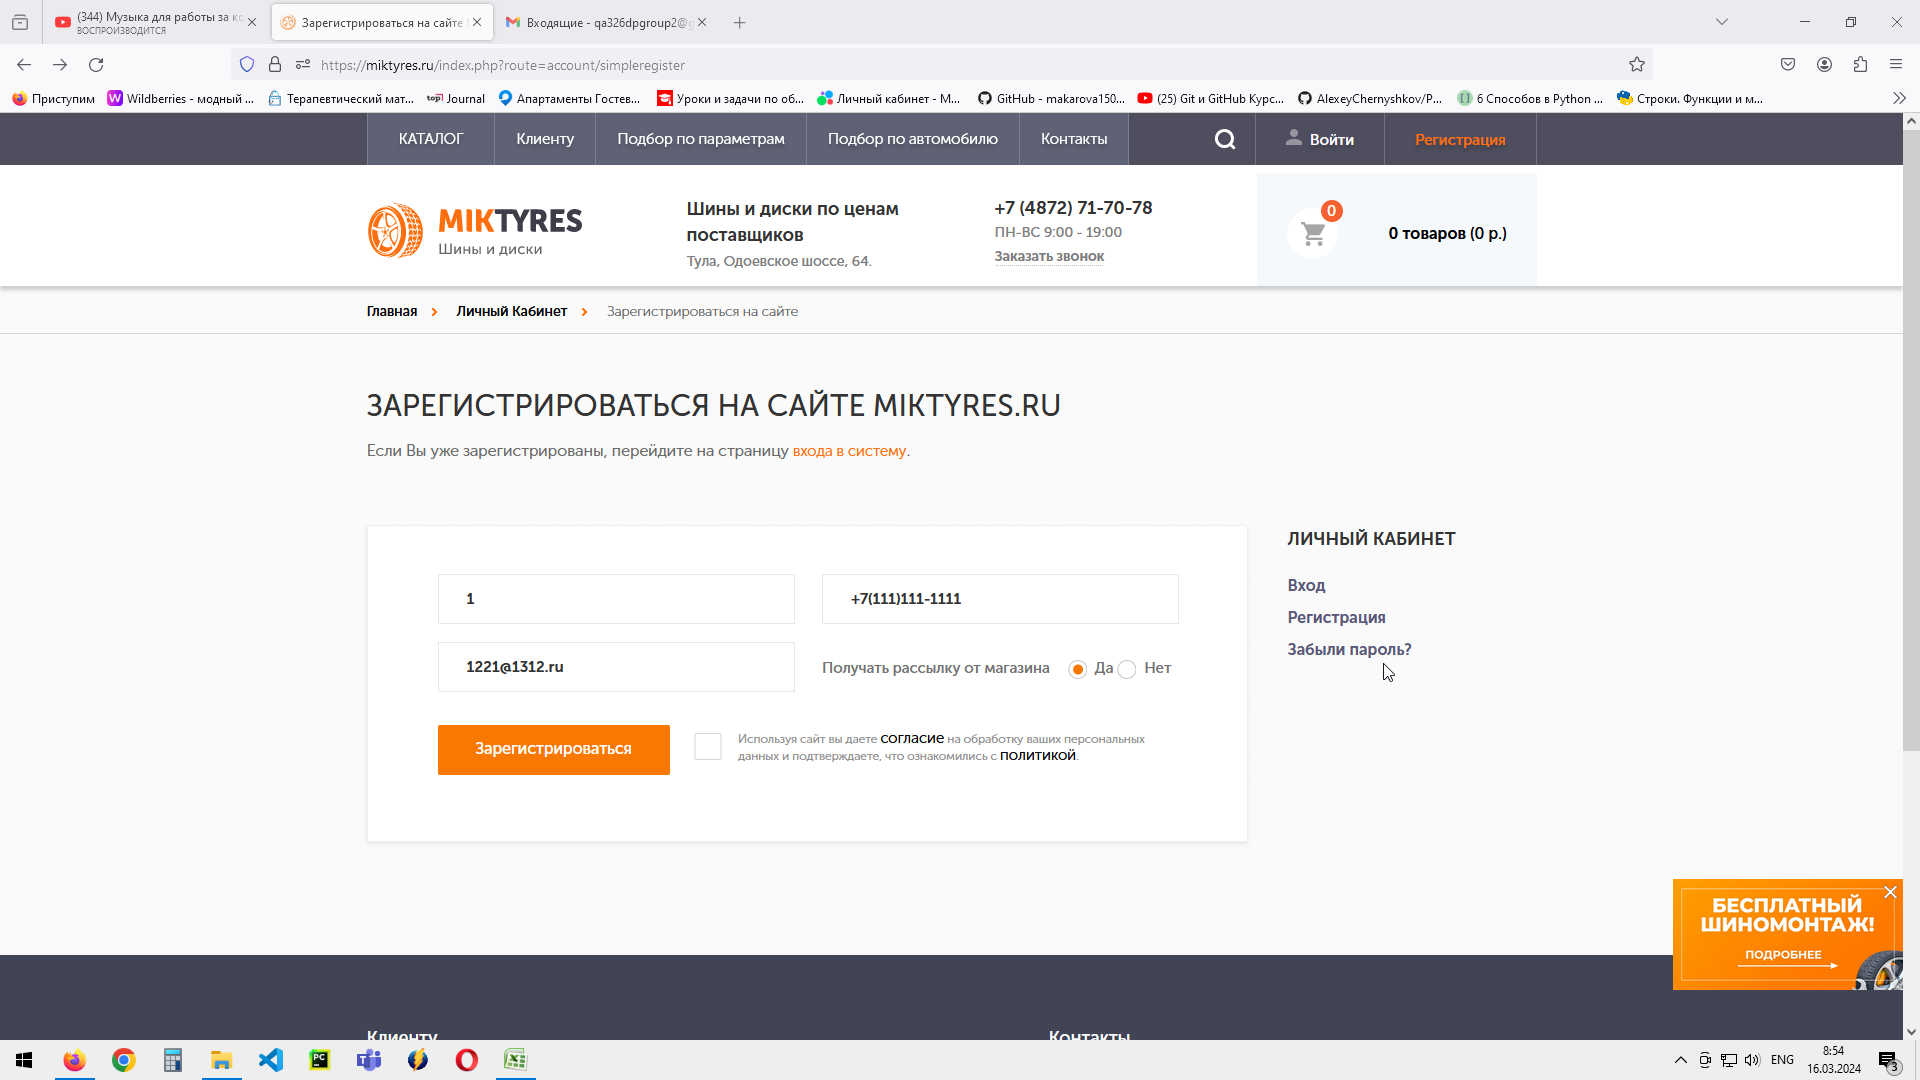 (344) Музыка для работы за ко
ВОСПРОИЗВОДИТСЯ
Зарегистрироваться на сайте
Входящие - qa326dpgroup2@g
https://miktyres.ru/index.php?route=account/simpleregister
Приступим
Wildberries - модный ...
Терапевтический мат...
Journal
Апартаменты Гостев...
Уроки и задачи по об...
Личный кабинет - М...
GitHub - makarova150...
(25) Git и GitHub Курс...
AlexeyChernyshkov/P...
6 Способов в Python ...
Строки. Функции и м...
КАТАЛОГ
Клиенту
Подбор по параметрам
Подбор по автомобилю
Контакты
Войти
Регистрация
MIKTYRES
Шины и диски
Шины и диски по ценам
поставщиков
Тула, Одоевское шоссе, 64.
+7 (4872) 71-70-78
ПН-ВС 9:00 - 19:00
Заказать звонок
0
0 товаров (0 р.)
Главная
Личный Кабинет
Зарегистрироваться на сайте
ЗАРЕГИСТРИРОВАТЬСЯ НА САЙТЕ MIKTYRES.RU
Если Вы уже зарегистрированы, перейдите на страницу входа в систему.
1
+7(111)111-1111
1221@1312.ru
Получать рассылку от магазина
Да
Нет
Зарегистрироваться
Используя сайт вы даете согласие на обработку ваших персональных
данных и подтверждаете, что ознакомились с политикой.
ЛИЧНЫЙ КАБИНЕТ
Вход
Регистрация
Забыли пароль?
БЕСПЛАТНЫЙ
ШИНОМОНТАЖ!
ПОДРОБНЕЕ
Клиенту
Контакты
ENG
8:54
16.03.2024
3